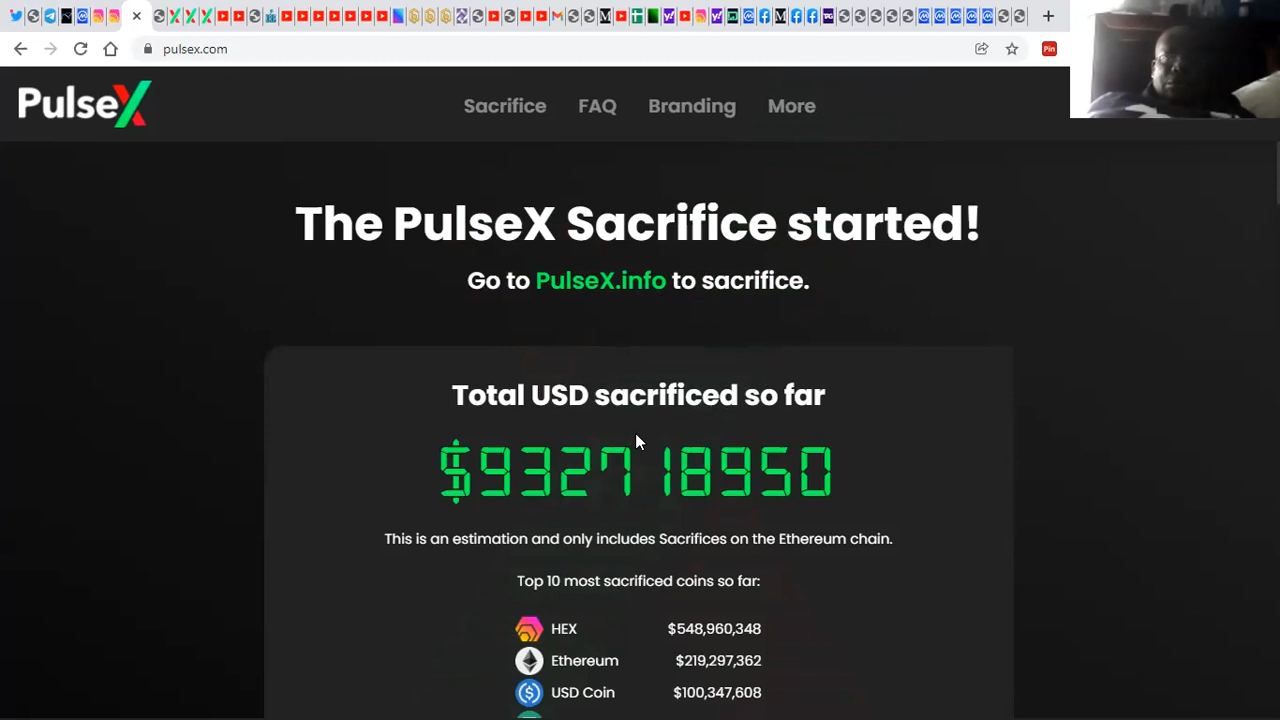 pulsex.com
Pin
PulseX
Sacrifice FAQ Branding More
The PulseX Sacrifice started!
Go to PulseX.info to sacrifice.
Total USD sacrificed so far
$932718950
This is an estimation and only includes Sacrifices on the Ethereum chain.
Top 10 most sacrificed coins so far:
HEX $548,960,348
Ethereum $219,297,362
USD Coin $100,347,608